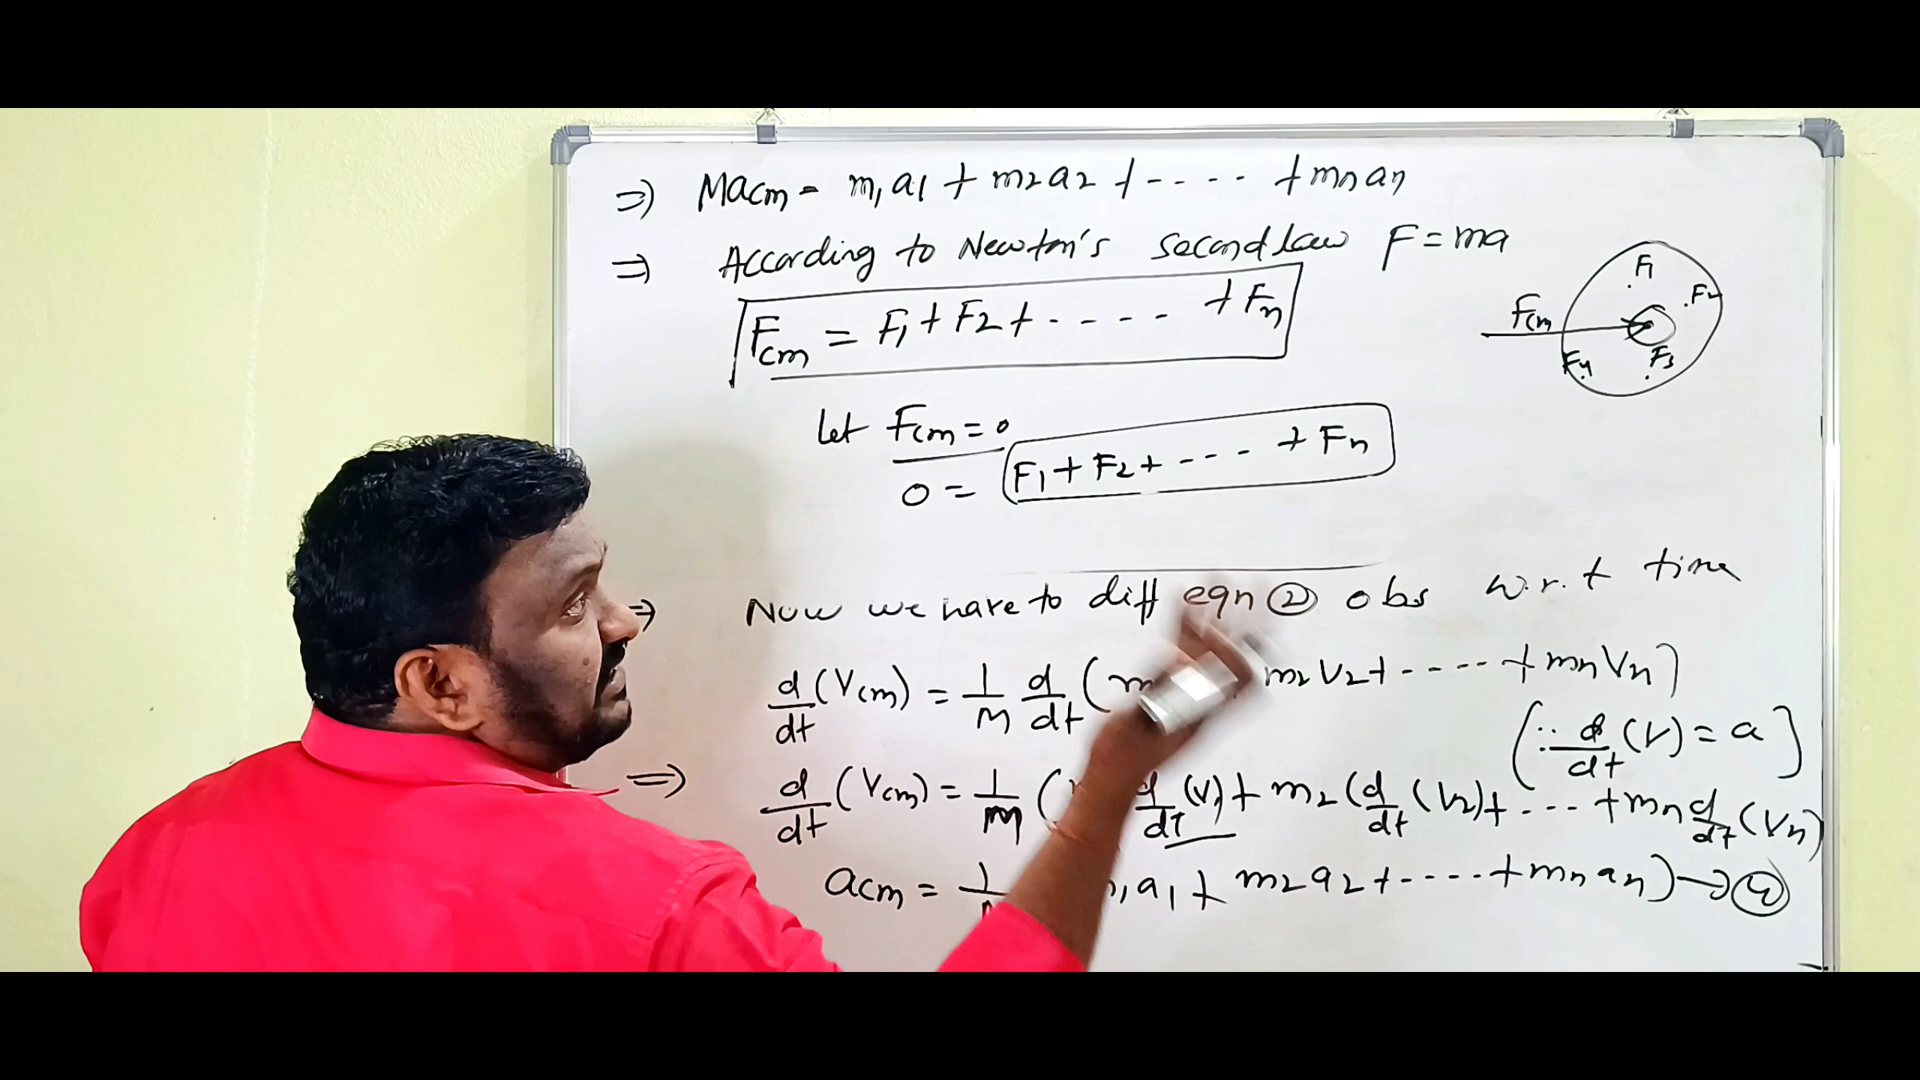 => Macm = m1a1 + m2a2 + - - - - + mnan
=> According to Newton's second law F = ma
Fcm = F1 + F2 + - - - - + Fn
F1
F2
Fcm
F4
F3
Let Fcm = 0
0 = F1 + F2 + - - - - + Fn
=> Now we have to diff eqn ② obs w.r.t time
d/dt (Vcm) = 1/M d/dt (m m2V2 + - - - - + mnVn)
(∵ d/dt (V) = a)
=> d/dt (Vcm) = 1/M ( d/dt (V1) + m2 (d/dt (V2) + - - - + mn d/dt (Vn)
acm = 1/M 1a1 + m2a2 + - - - - + mnan) → ④